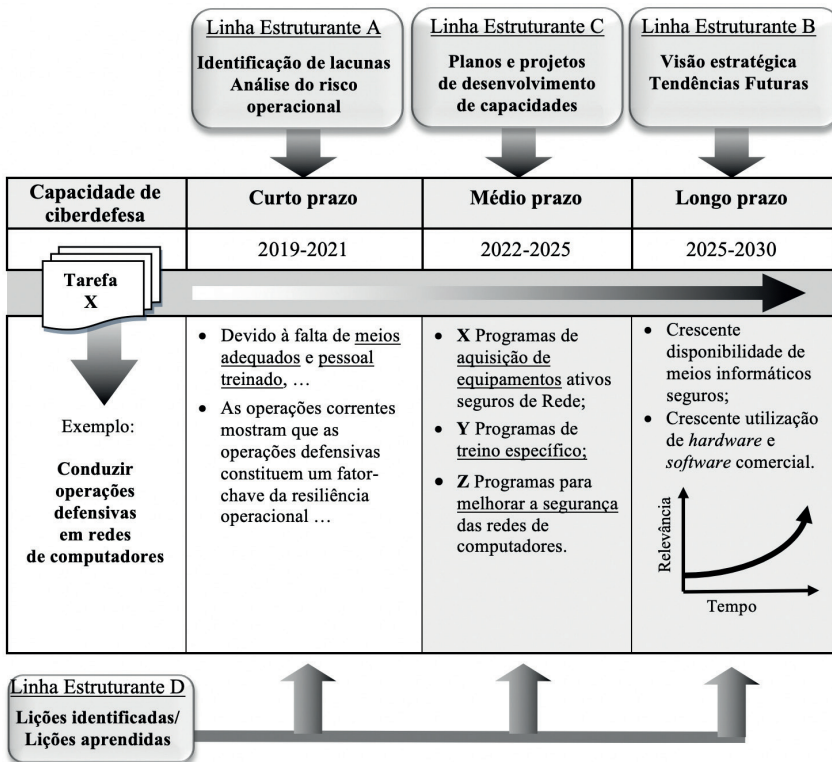 Linha Estruturante A
Identificação de lacunas
Análise do risco
operacional
Linha Estruturante C
Planos e projetos
de desenvolvimento
de capacidades
Linha Estruturante B
Visão estratégica
Tendências Futuras
Capacidade de
ciberdefesa
Curto prazo
Médio prazo
Longo prazo
2019-2021
2022-2025
2025-2030
Tarefa
X
Exemplo:
Conduzir
operações
defensivas
em redes
de computadores
• Devido à falta de meios
adequados e pessoal
treinado, …
• As operações correntes
mostram que as
operações defensivas
constituem um fator-
chave da resiliência
operacional …
• X Programas de
aquisição de
equipamentos ativos
seguros de Rede;
• Y Programas de
treino específico;
• Z Programas para
melhorar a segurança
das redes de
computadores.
• Crescente
disponibilidade de
meios informáticos
seguros;
• Crescente utilização
de hardware e
software comercial.
Relevância
Tempo
Linha Estruturante D
Lições identificadas/
Lições aprendidas